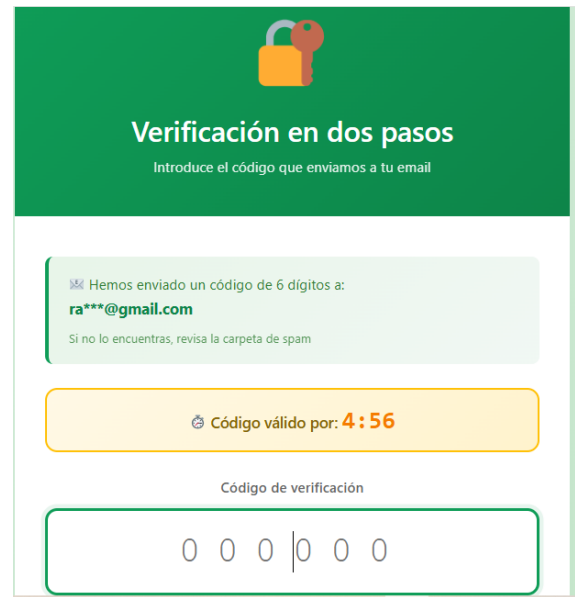 Verificación en dos pasos
Introduce el código que enviamos a tu email
Hemos enviado un código de 6 dígitos a:
ra***@gmail.com
Si no lo encuentras, revisa la carpeta de spam
Código válido por: 4:56
Código de verificación
0 0 0 0 0 0